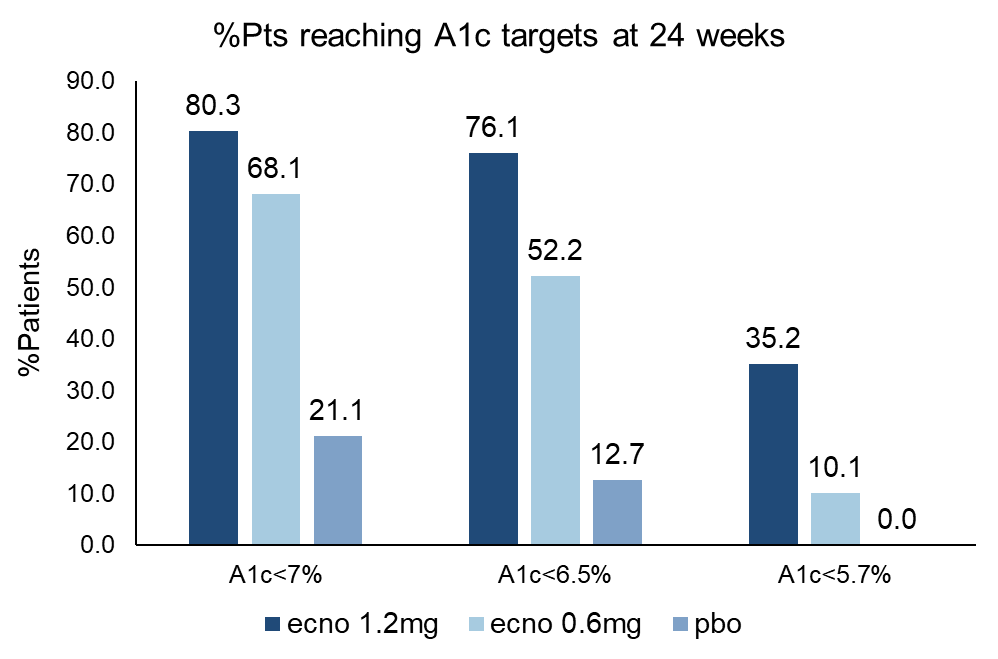 %Pts reaching A1c targets at 24 weeks
%Patients
90.0
80.0
70.0
60.0
50.0
40.0
30.0
20.0
10.0
0.0
80.3
68.1
21.1
76.1
52.2
12.7
35.2
10.1
0.0
A1c<7%
A1c<6.5%
A1c<5.7%
ecno 1.2mg
ecno 0.6mg
pbo